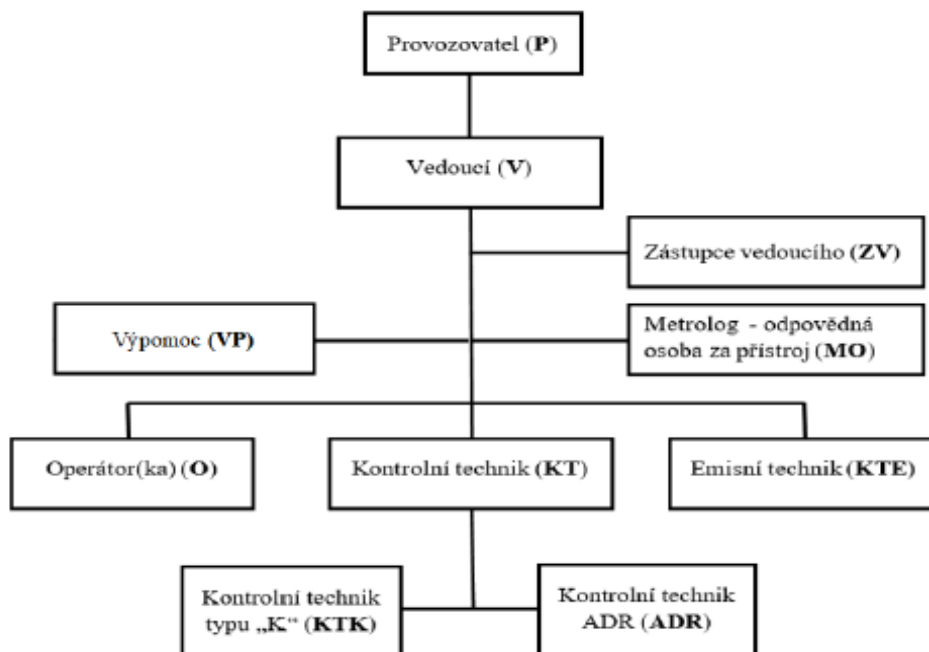 Provozovatel (P)
Vedoucí (V)
Zástupce vedoucího (ZV)
Výpomoc (VP)
Metrolog - odpovědná
osoba za přístroj (MO)
Operátor(ka) (O)
Kontrolní technik (KT)
Emisní technik (KTE)
Kontrolní technik
typu „K“ (KTK)
Kontrolní technik
ADR (ADR)